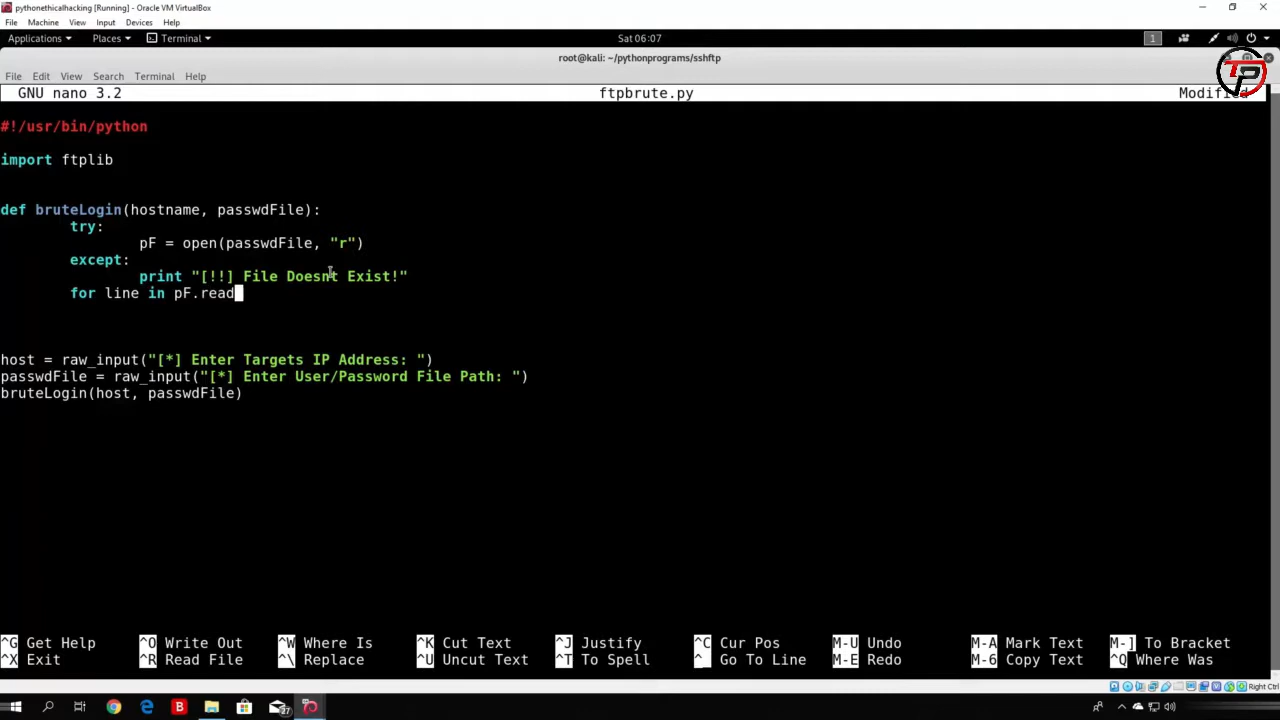 pythonethicalhacking [Running] - Oracle VM VirtualBox
File Machine View Input Devices Help
Applications Places Terminal Sat 06:07 1
root@kali: ~/pythonprograms/sshftp
TP
File Edit View Search Terminal Help
GNU nano 3.2 ftpbrute.py Modified
#!/usr/bin/python
import ftplib
def bruteLogin(hostname, passwdFile):
try:
pF = open(passwdFile, "r")
except:
print "[!!] File Doesnt Exist!"
for line in pF.read
host = raw_input("[*] Enter Targets IP Address: ")
passwdFile = raw_input("[*] Enter User/Password File Path: ")
bruteLogin(host, passwdFile)
^G Get Help ^O Write Out ^W Where Is ^K Cut Text ^J Justify ^C Cur Pos M-U Undo M-A Mark Text M-] To Bracket
^X Exit ^R Read File ^\ Replace ^U Uncut Text ^T To Spell ^_ Go To Line M-E Redo M-6 Copy Text ^Q Where Was
Right Ctrl
B 27